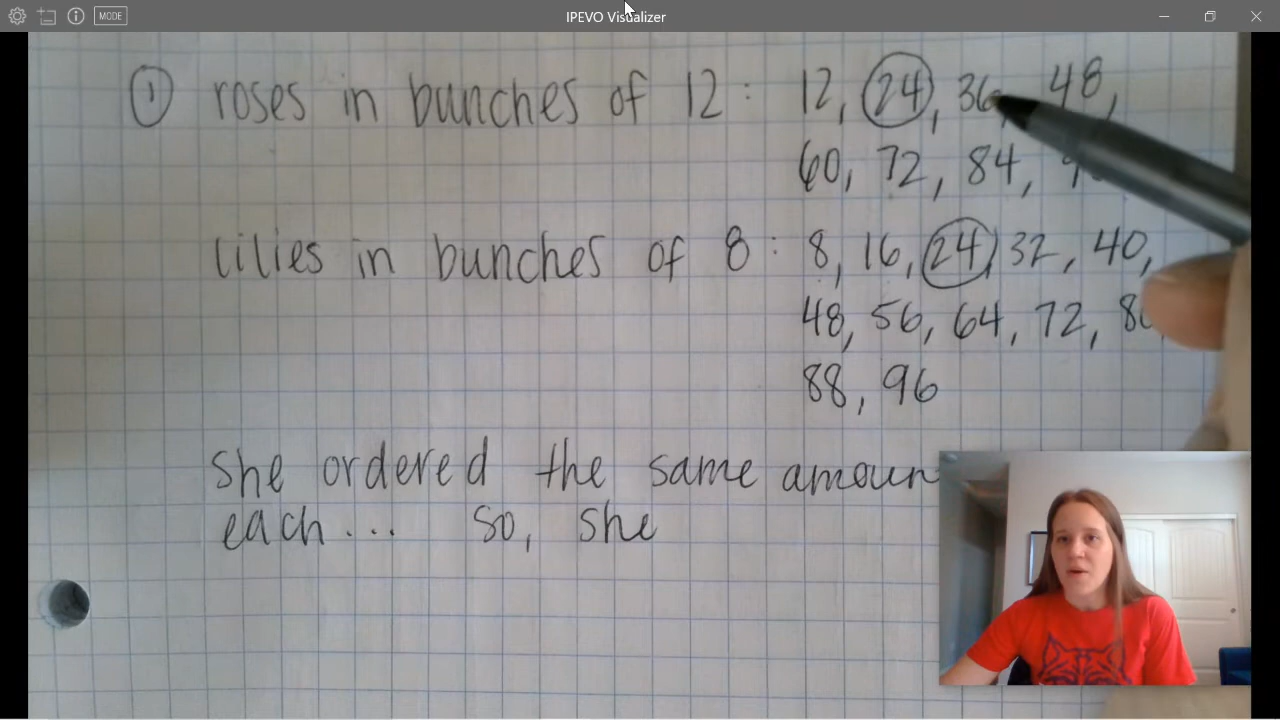 MODE
IPEVO Visualizer
① roses in bunches of 12 : 12, 24, 36, 48,
60, 72, 84,
lilies in bunches of 8 : 8, 16, 24, 32, 40,
48, 56, 64, 72,
88, 96
she ordered the same
each... so, she